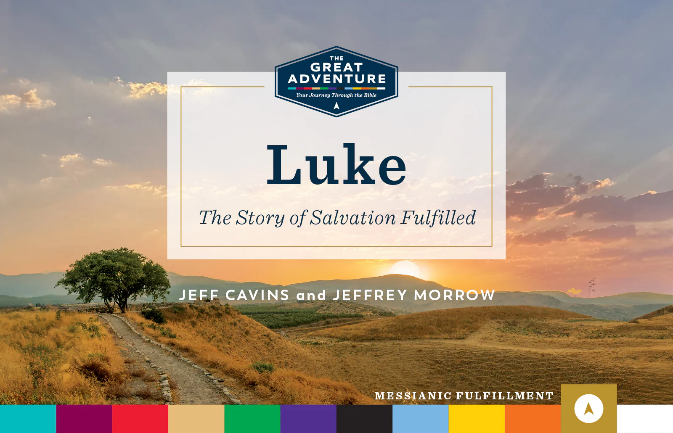 THE
GREAT
ADVENTURE
Your Journey Through the Bible
Luke
The Story of Salvation Fulfilled
JEFF CAVINS and JEFFREY MORROW
MESSIANIC FULFILLMENT